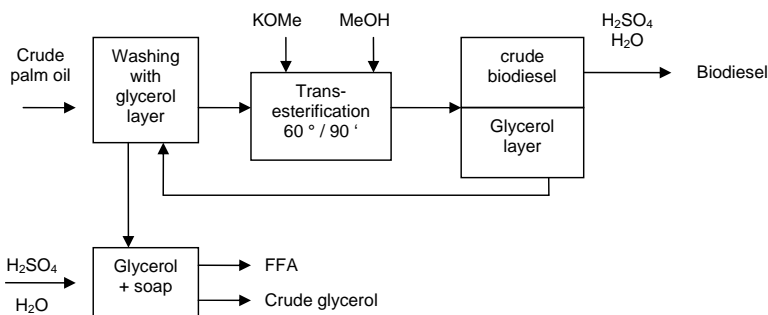 KOMe
MeOH
H₂SO₄
H₂O
Crude
palm oil
Washing
with
glycerol
layer
Trans-
esterification
60 ° / 90 ‘
crude
biodiesel
Biodiesel
Glycerol
layer
H₂SO₄
H₂O
Glycerol
+ soap
FFA
Crude glycerol